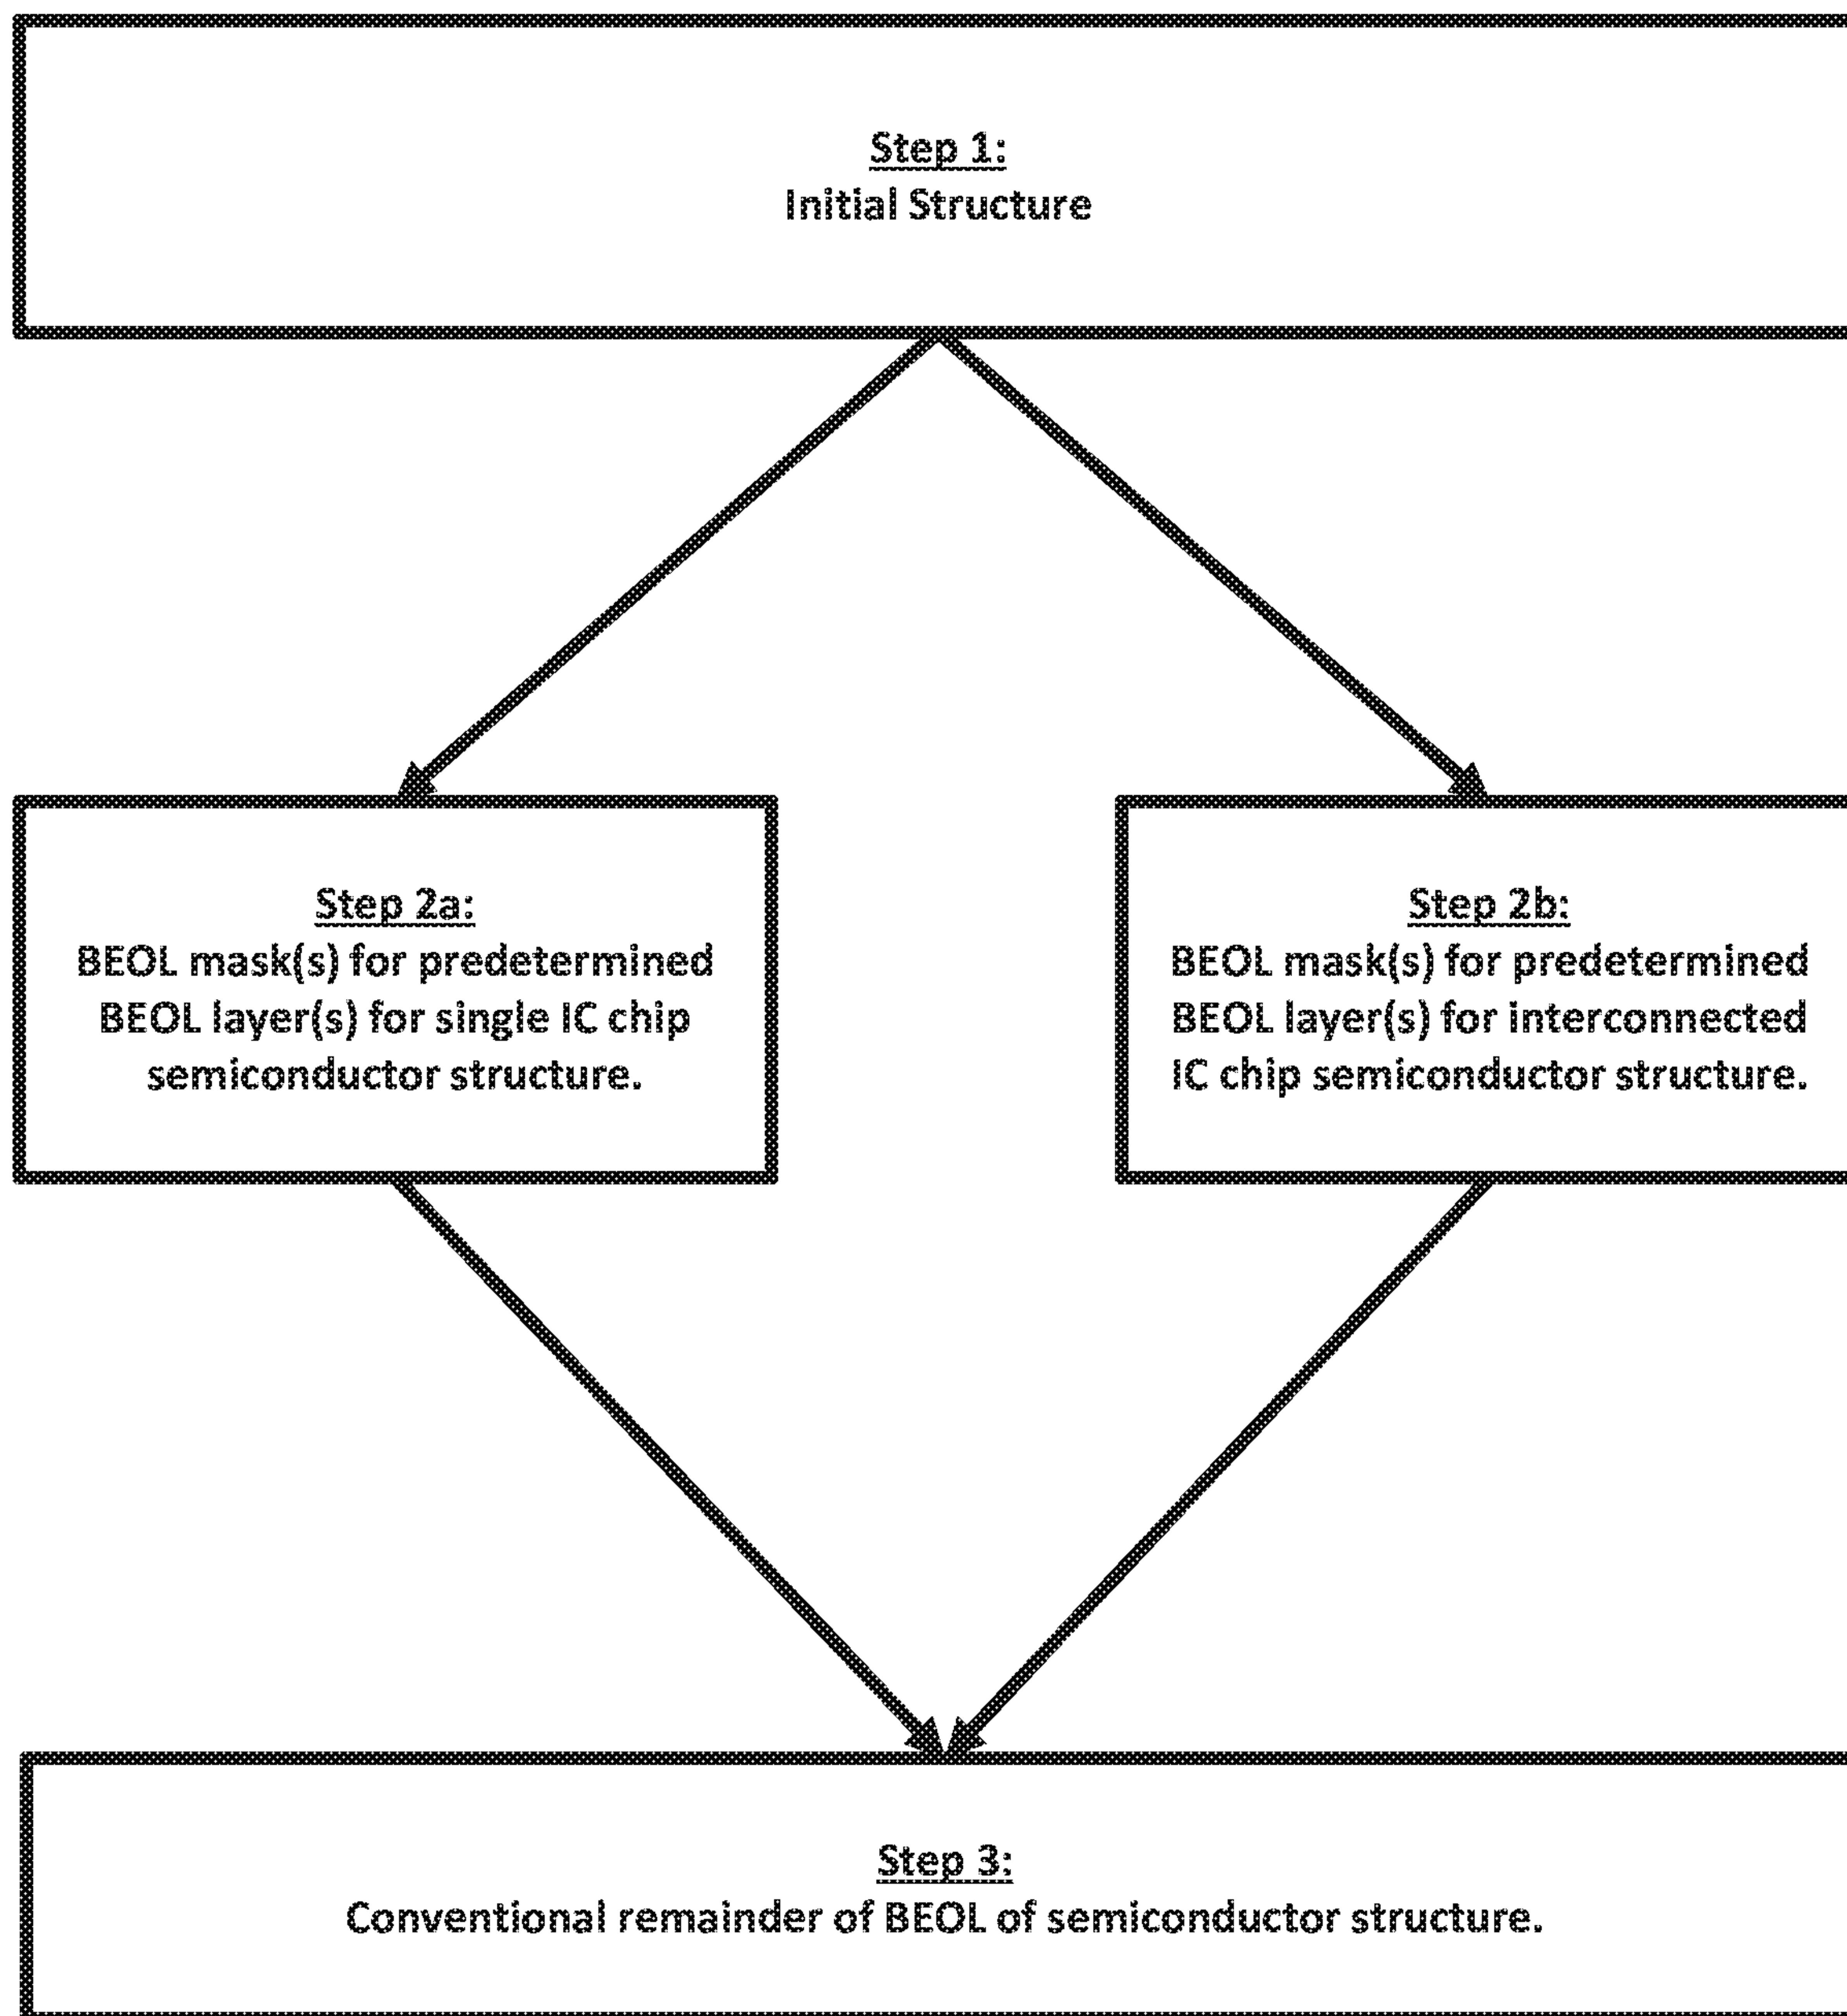 Step 1:
Initial Structure
Step 2a:
BEOL mask(s) for predetermined
BEOL layer(s) for single IC chip
semiconductor structure.
Step 2b:
BEOL mask(s) for predetermined
BEOL layer(s) for interconnected
IC chip semiconductor structure.
Step 3:
Conventional remainder of BEOL of semiconductor structure.